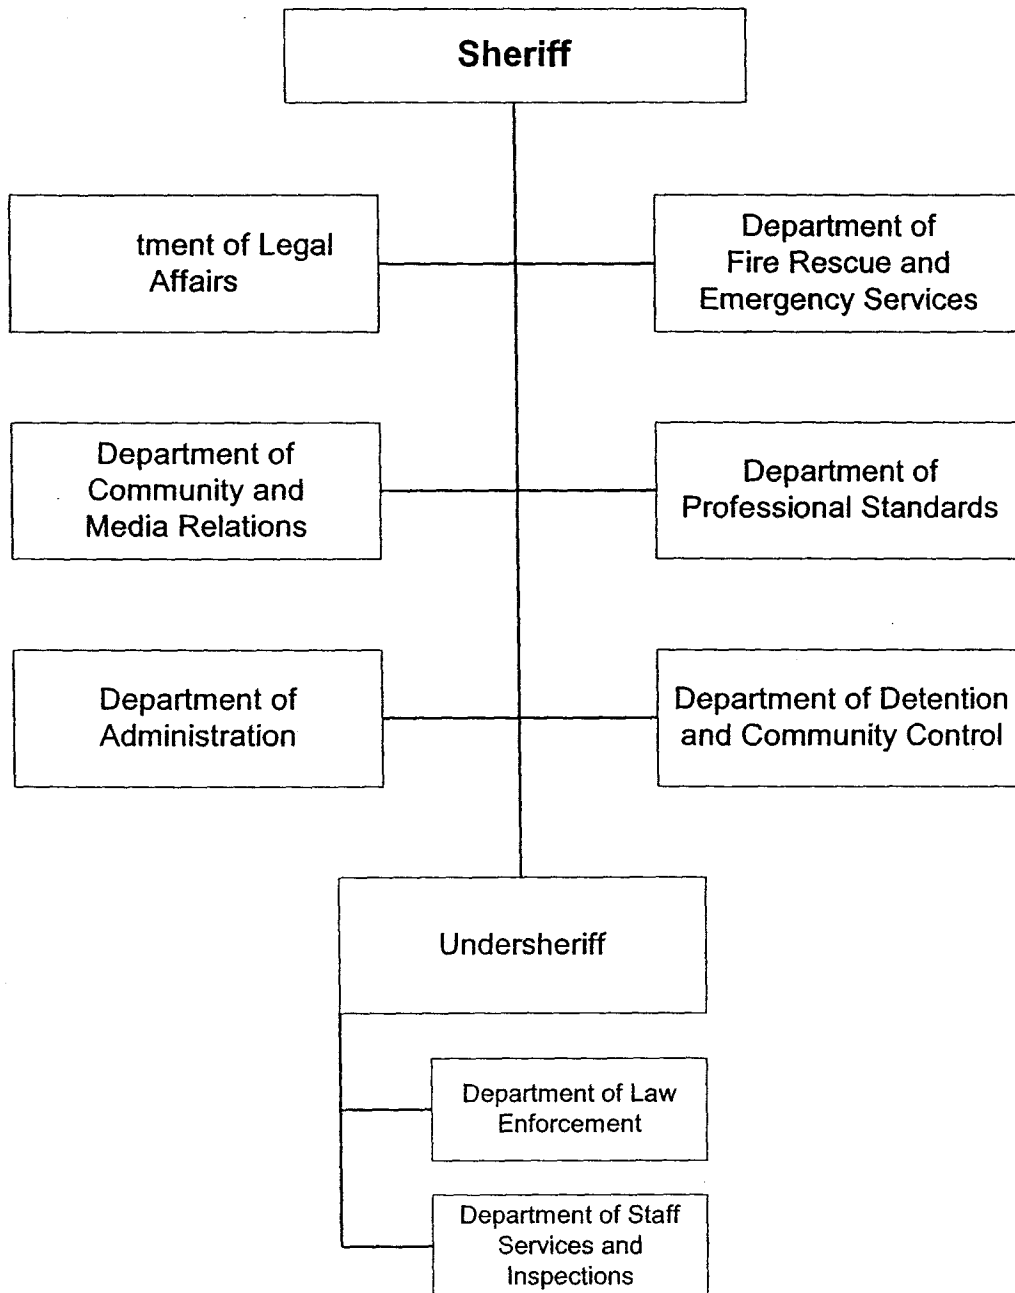 Sheriff
tment of Legal
Affairs
Department of
Fire Rescue and
Emergency Services
Department of
Community and
Media Relations
Department of
Professional Standards
Department of
Administration
Department of Detention
and Community Control
Undersheriff
Department of Law
Enforcement
Department of Staff
Services and
Inspections